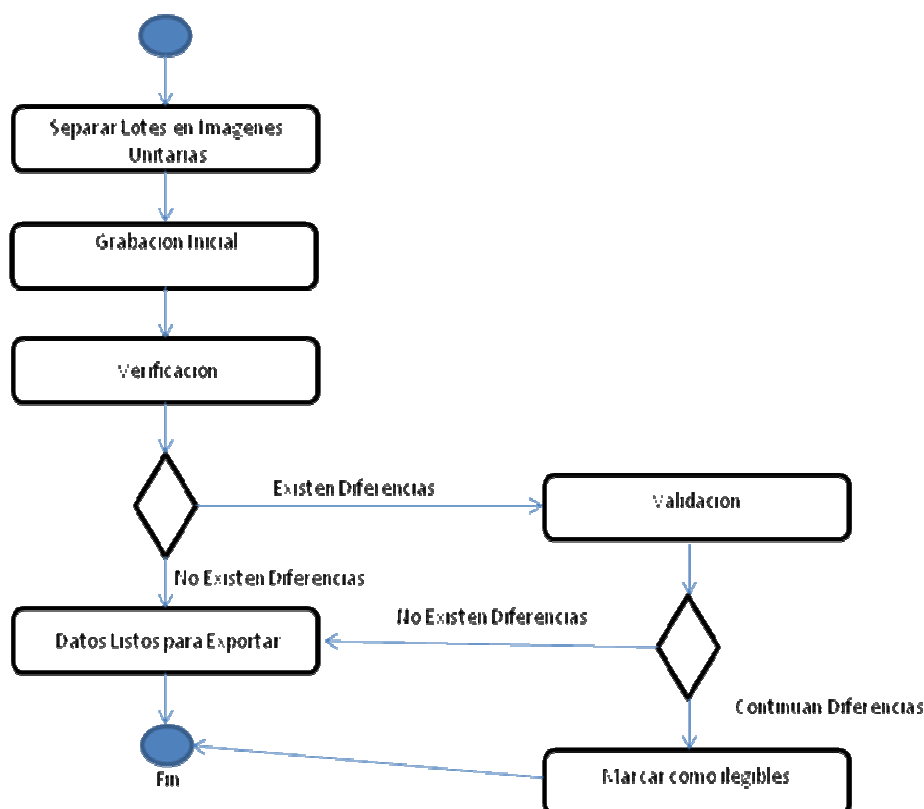 Separar Lotes en Imagenes
Unitarias
Grabacion Inicial
Verificacion
Existen Diferencias
Validacion
No Existen Diferencias
No Existen Diferencias
Datos Listos para Exportar
Continuan Diferencias
Fin
Marcar como ilegibles